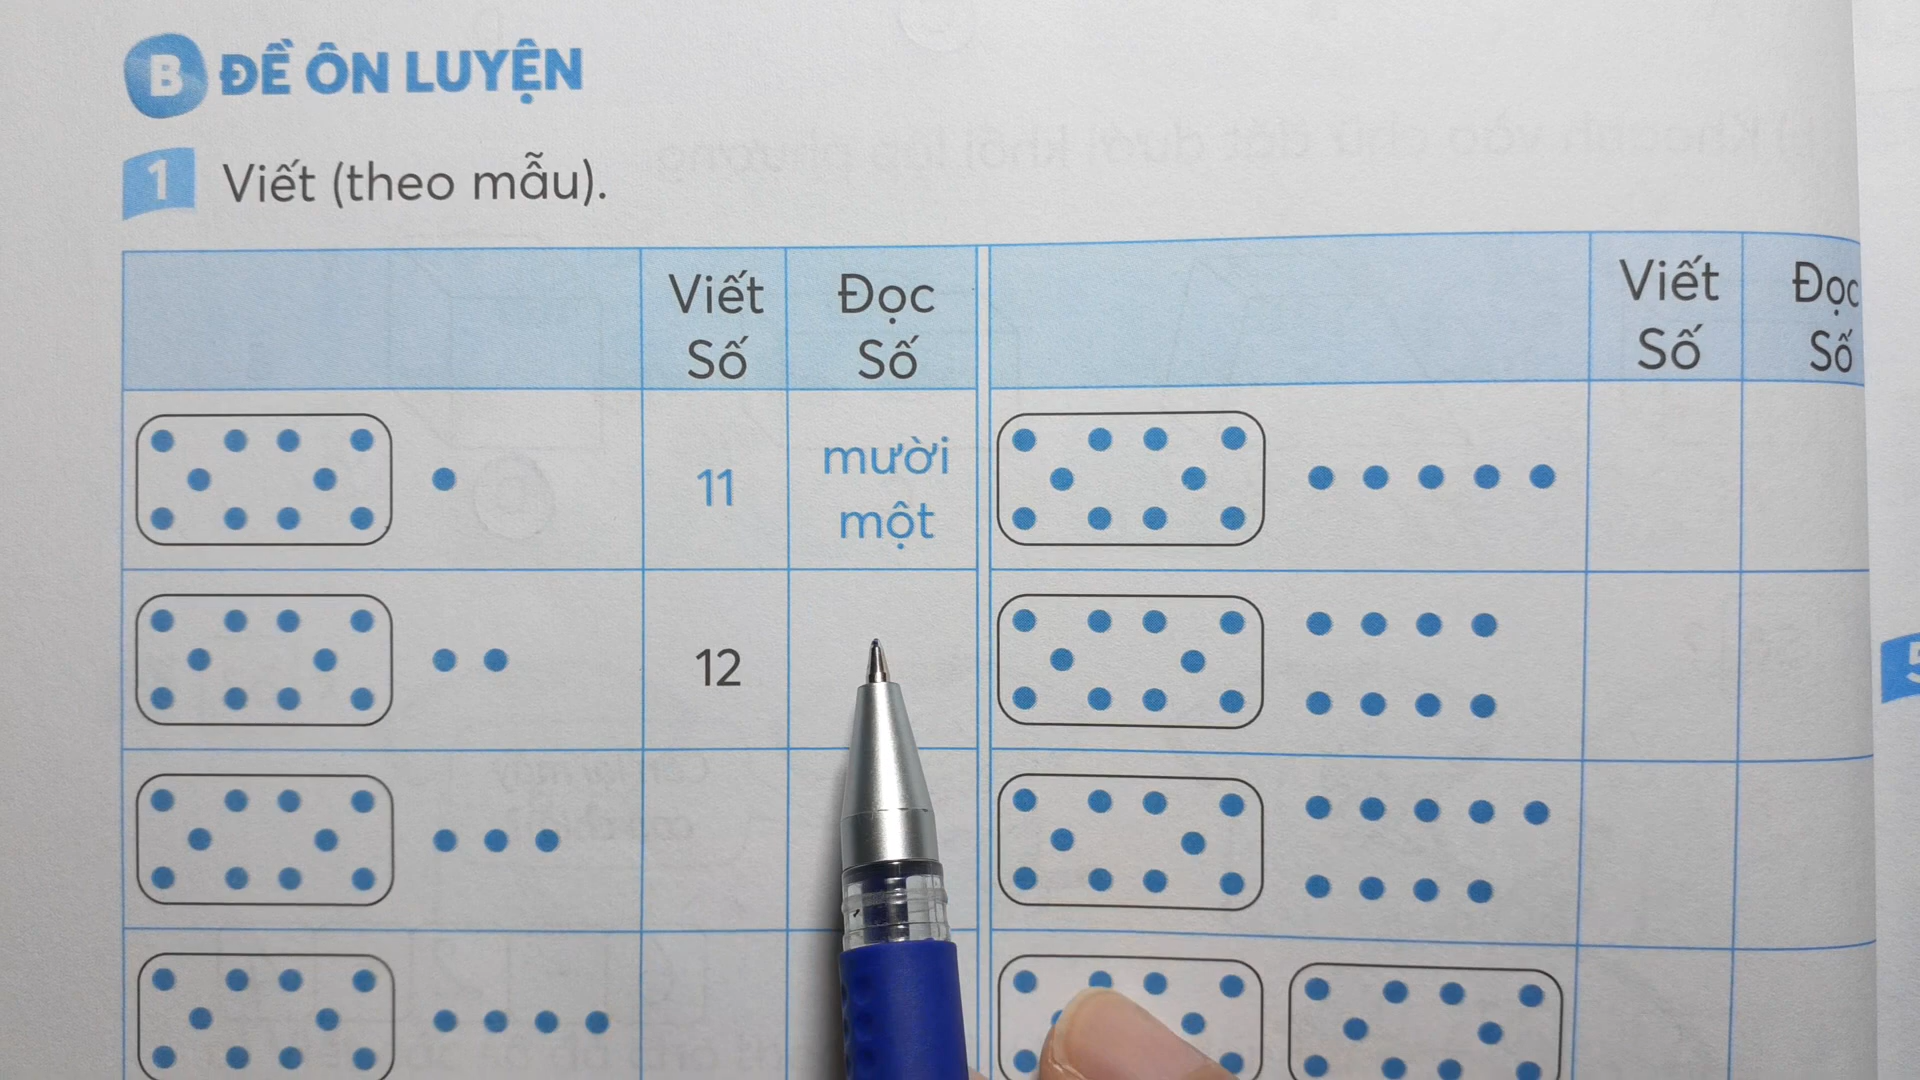 B ĐỀ ÔN LUYỆN
1 Viết (theo mẫu).
Viết Số
Đọc Số
Viết Số
Đọc Số
11
mười một
12
5